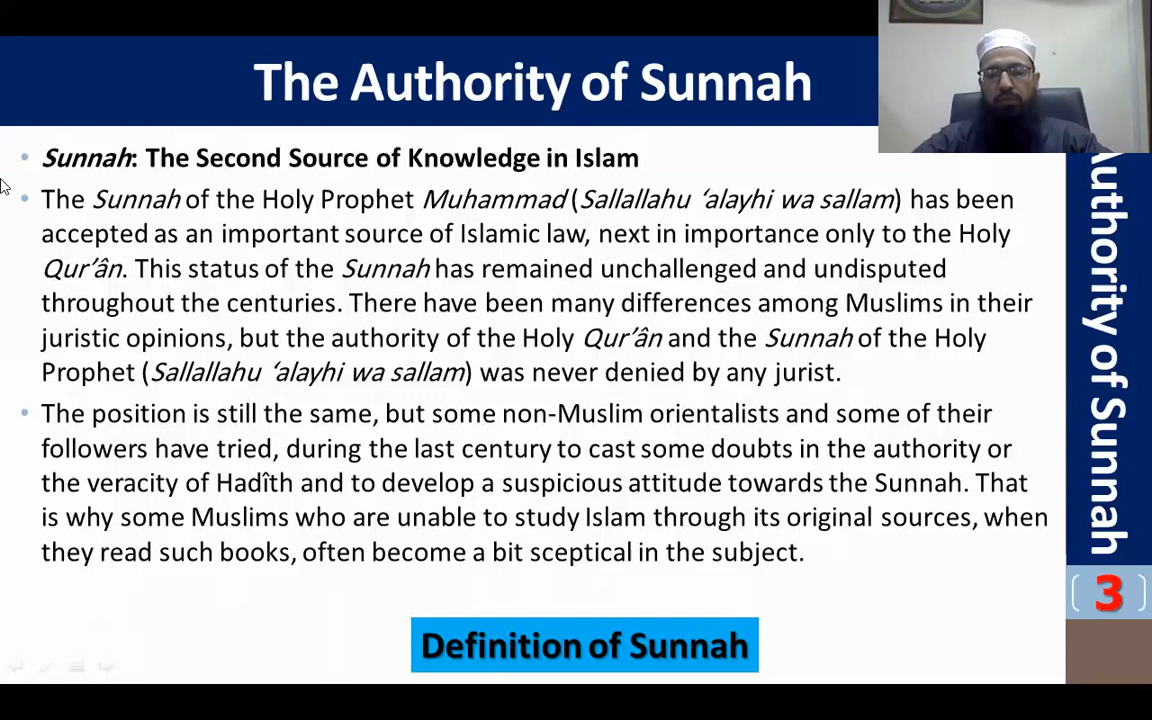 The Authority of Sunnah
• Sunnah: The Second Source of Knowledge in Islam
• The Sunnah of the Holy Prophet Muhammad (Sallallahu ‘alayhi wa sallam) has been
accepted as an important source of Islamic law, next in importance only to the Holy
Qur’ân. This status of the Sunnah has remained unchallenged and undisputed
throughout the centuries. There have been many differences among Muslims in their
juristic opinions, but the authority of the Holy Qur’ân and the Sunnah of the Holy
Prophet (Sallallahu ‘alayhi wa sallam) was never denied by any jurist.
• The position is still the same, but some non-Muslim orientalists and some of their
followers have tried, during the last century to cast some doubts in the authority or
the veracity of Hadîth and to develop a suspicious attitude towards the Sunnah. That
is why some Muslims who are unable to study Islam through its original sources, when
they read such books, often become a bit sceptical in the subject.
Definition of Sunnah
Authority of Sunnah
3